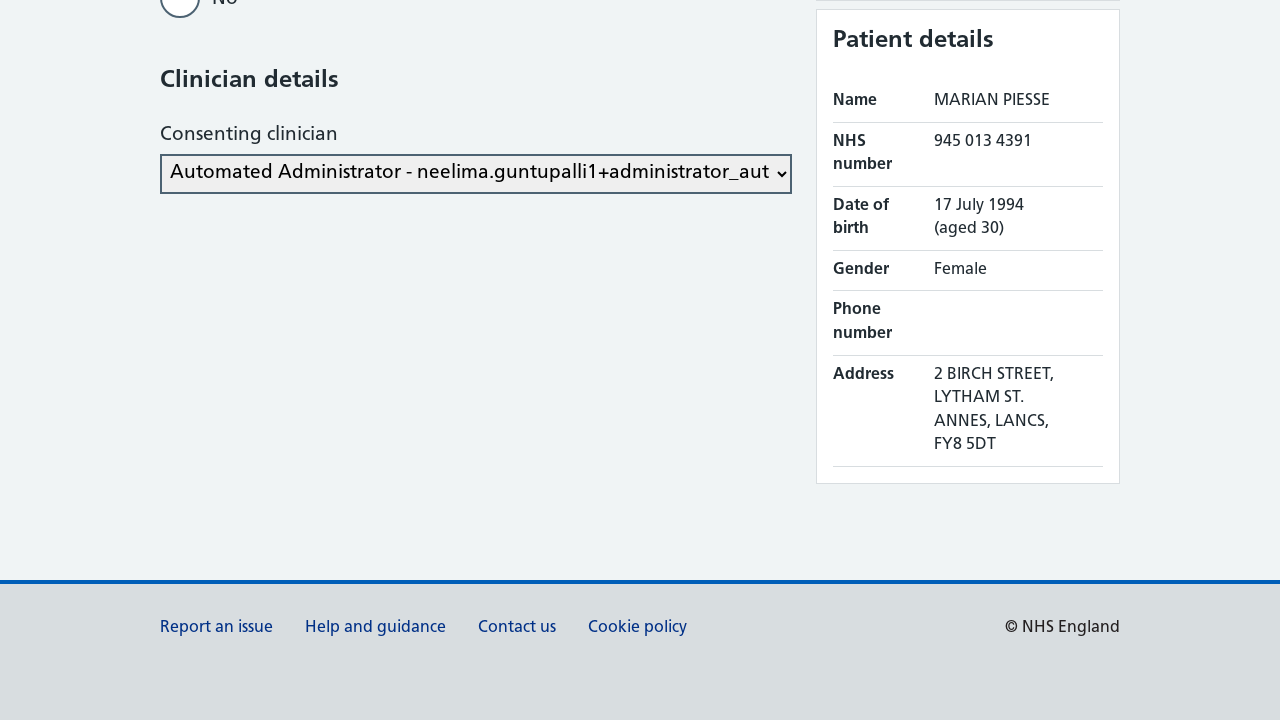 No
Clinician details
Consenting clinician
Automated Administrator - neelima.guntupalli1+administrator_aut
Patient details
Name MARIAN PIESSE
NHS number 945 013 4391
Date of birth 17 July 1994 (aged 30)
Gender Female
Phone number
Address 2 BIRCH STREET,
LYTHAM ST.
ANNES, LANCS,
FY8 5DT
Report an issue Help and guidance Contact us Cookie policy © NHS England